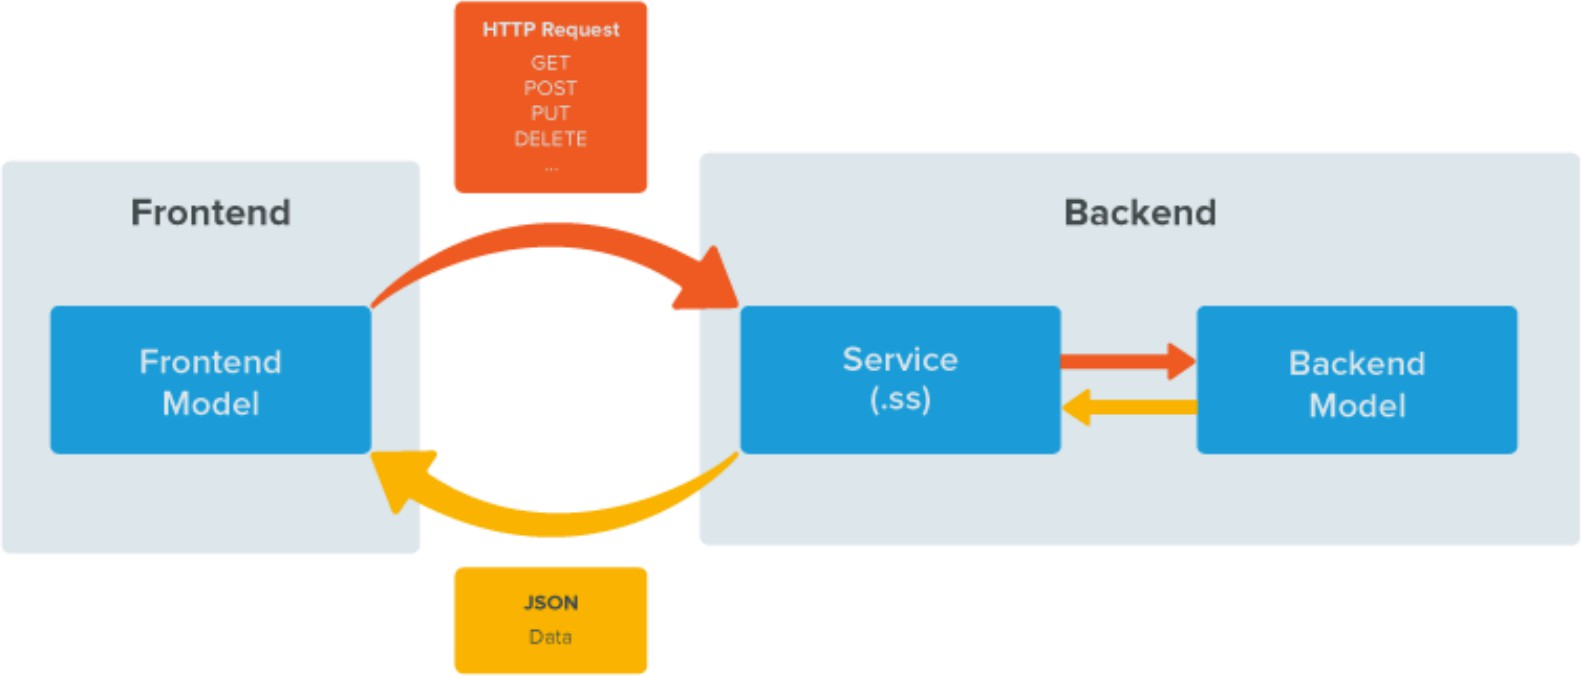 HTTP Request
GET
POST
PUT
DELETE
...
Frontend
Backend
Frontend
Model
Service
(.ss)
Backend
Model
JSON
Data